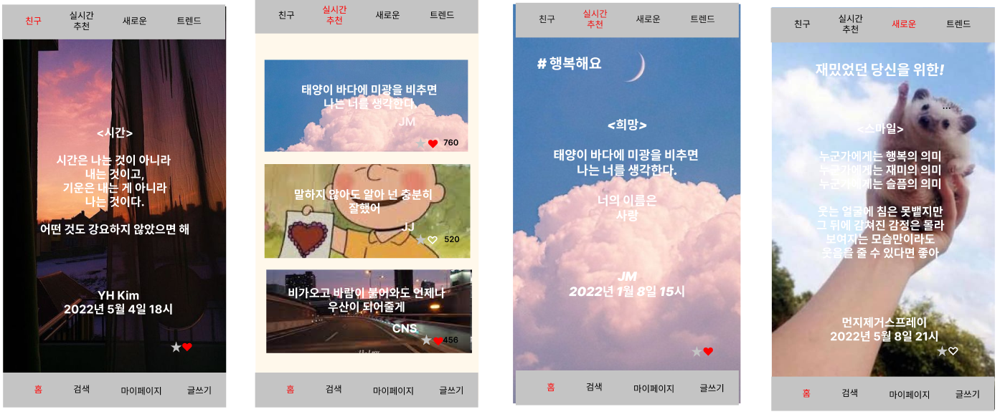 친구
실시간
추천
새로운
트렌드
<시간>
시간은 나는 것이 아니라
내는 것이고,
기운은 내는 게 아니라
나는 것이다.
어떤 것도 강요하지 않았으면 해
YH Kim
2022년 5월 4일 18시
홈
검색
마이페이지
글쓰기
친구
실시간
추천
새로운
트렌드
태양이 바다에 미광을 비추면
나는 너를 생각한다.
JM
760
말하지 않아도 알아 넌 충분히
잘했어
JJ
520
비가오고 바람이 불어와도 언제나
우산이 되어줄게
CNS
456
홈
검색
마이페이지
글쓰기
친구
실시간
추천
새로운
트렌드
# 행복해요
<희망>
태양이 바다에 미광을 비추면
나는 너를 생각한다.
너의 이름은
사랑
JM
2022년 1월 8일 15시
홈
검색
마이페이지
글쓰기
친구
실시간
추천
새로운
트렌드
재밌었던 당신을 위한!
...
<스마일>
누군가에게는 행복의 의미
누군가에게는 재미의 의미
누군가에게는 슬픔의 의미
웃는 얼굴에 침은 못뱉지만
그 뒤에 감쳐진 감정은 몰라
보여지는 모습만이라도
웃음을 줄 수 있다면 좋아
먼지제거스프레이
2022년 5월 8일 21시
홈
검색
마이페이지
글쓰기